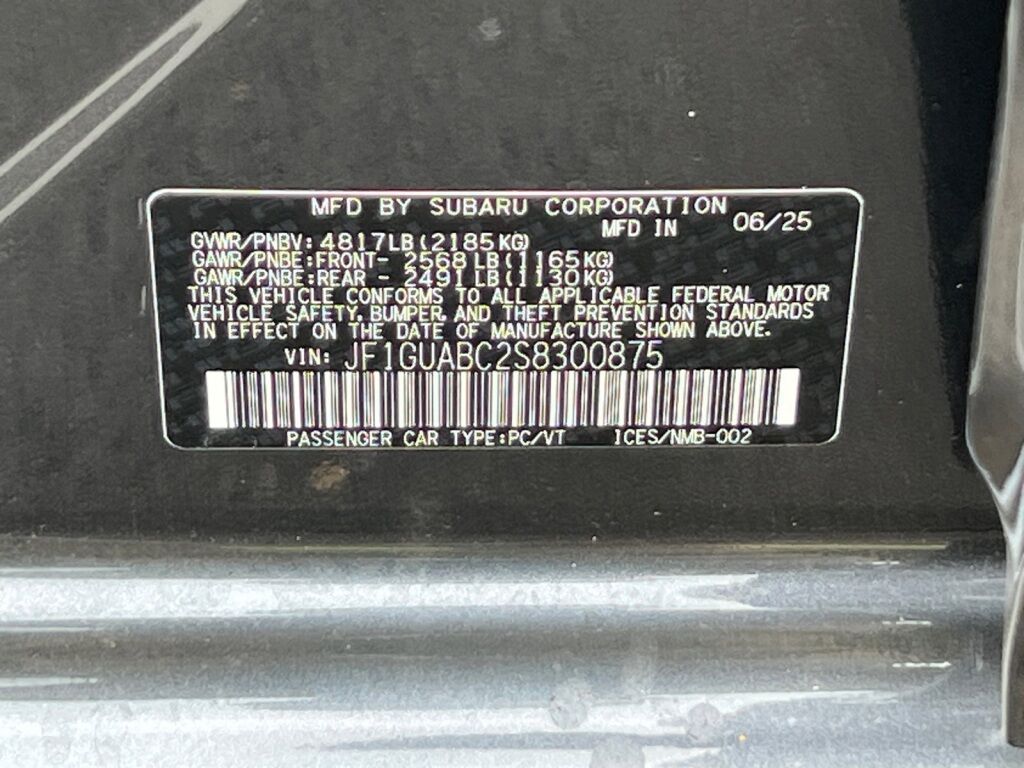 MFD BY SUBARU CORPORATION
MFD IN 06/25
GVWR/PNBV: 4817LB(2185KG)
GAWR/PNBE:FRONT- 2568LB(1165KG)
GAWR/PNBE:REAR - 2491LB(1130KG)
THIS VEHICLE CONFORMS TO ALL APPLICABLE FEDERAL MOTOR
VEHICLE SAFETY, BUMPER, AND THEFT PREVENTION STANDARDS
IN EFFECT ON THE DATE OF MANUFACTURE SHOWN ABOVE.
VIN: JF1GUABC2S8300875
PASSENGER CAR TYPE:PC/VT ICES/NMB-002